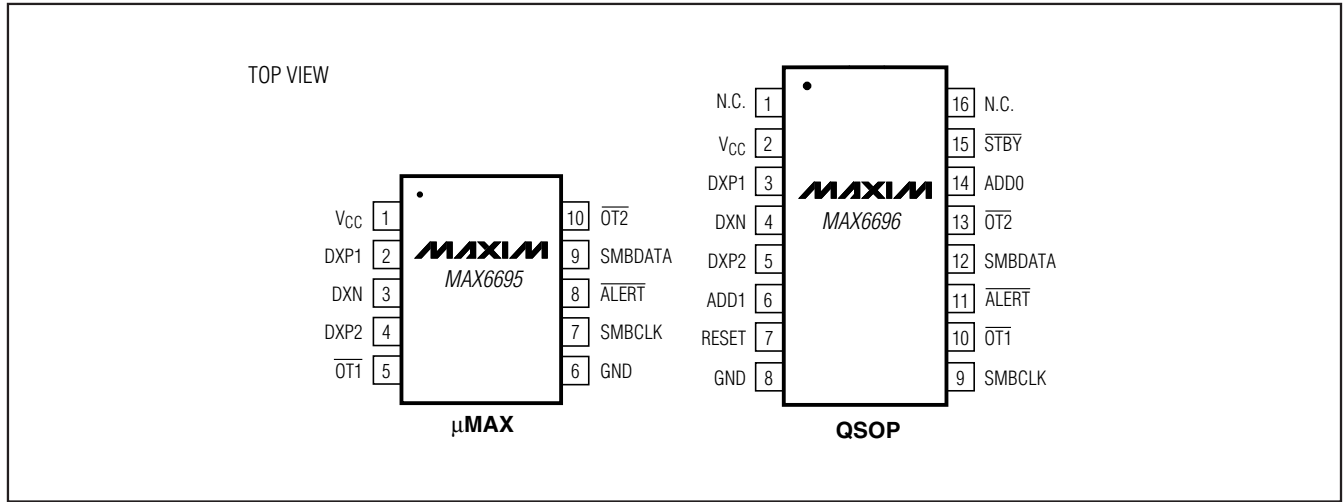 TOP VIEW
VCC 1
DXP1 2
DXN 3
DXP2 4
OT1 5
MAXIM
MAX6695
10 OT2
9 SMBDATA
8 ALERT
7 SMBCLK
6 GND
µMAX
N.C. 1
VCC 2
DXP1 3
DXN 4
DXP2 5
ADD1 6
RESET 7
GND 8
MAXIM
MAX6696
16 N.C.
15 STBY
14 ADD0
13 OT2
12 SMBDATA
11 ALERT
10 OT1
9 SMBCLK
QSOP